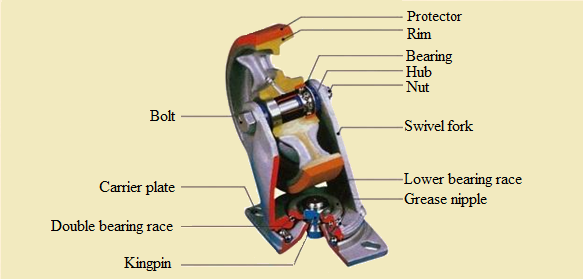 Protector
Rim
Bearing
Hub
Nut
Bolt
Swivel fork
Lower bearing race
Carrier plate
Grease nipple
Double bearing race
Kingpin